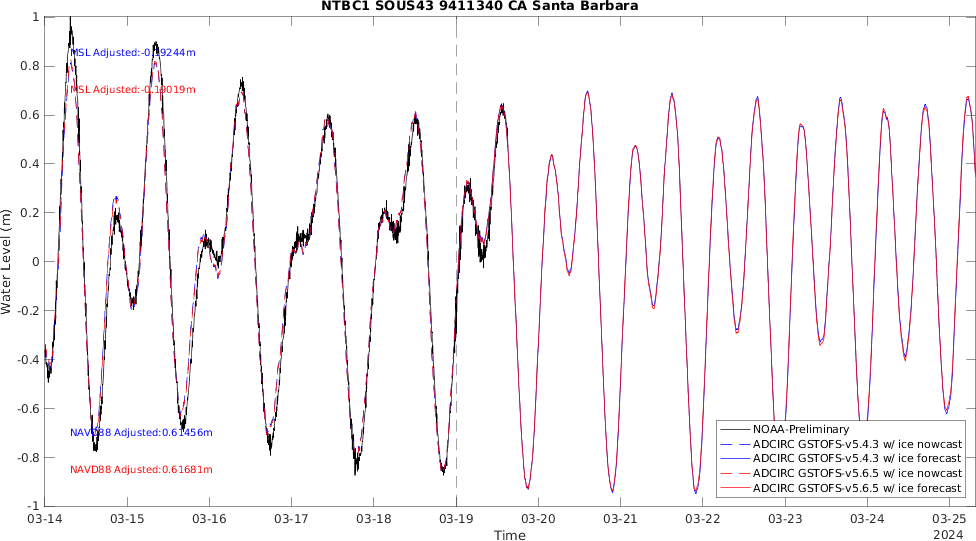 NTBC1 SOUS43 9411340 CA Santa Barbara
1
0.8
0.6
0.4
0.2
0
-0.2
-0.4
-0.6
-0.8
-1
Water Level (m)
MSL Adjusted:-0.19244m
MSL Adjusted:-0.19019m
NAVD88 Adjusted:0.61456m
NAVD88 Adjusted:0.61681m
NOAA-Preliminary
ADCIRC GSTOFS-v5.4.3 w/ ice nowcast
ADCIRC GSTOFS-v5.4.3 w/ ice forecast
ADCIRC GSTOFS-v5.6.5 w/ ice nowcast
ADCIRC GSTOFS-v5.6.5 w/ ice forecast
03-14 03-15 03-16 03-17 03-18 03-19 03-20 03-21 03-22 03-23 03-24 03-25
Time
2024